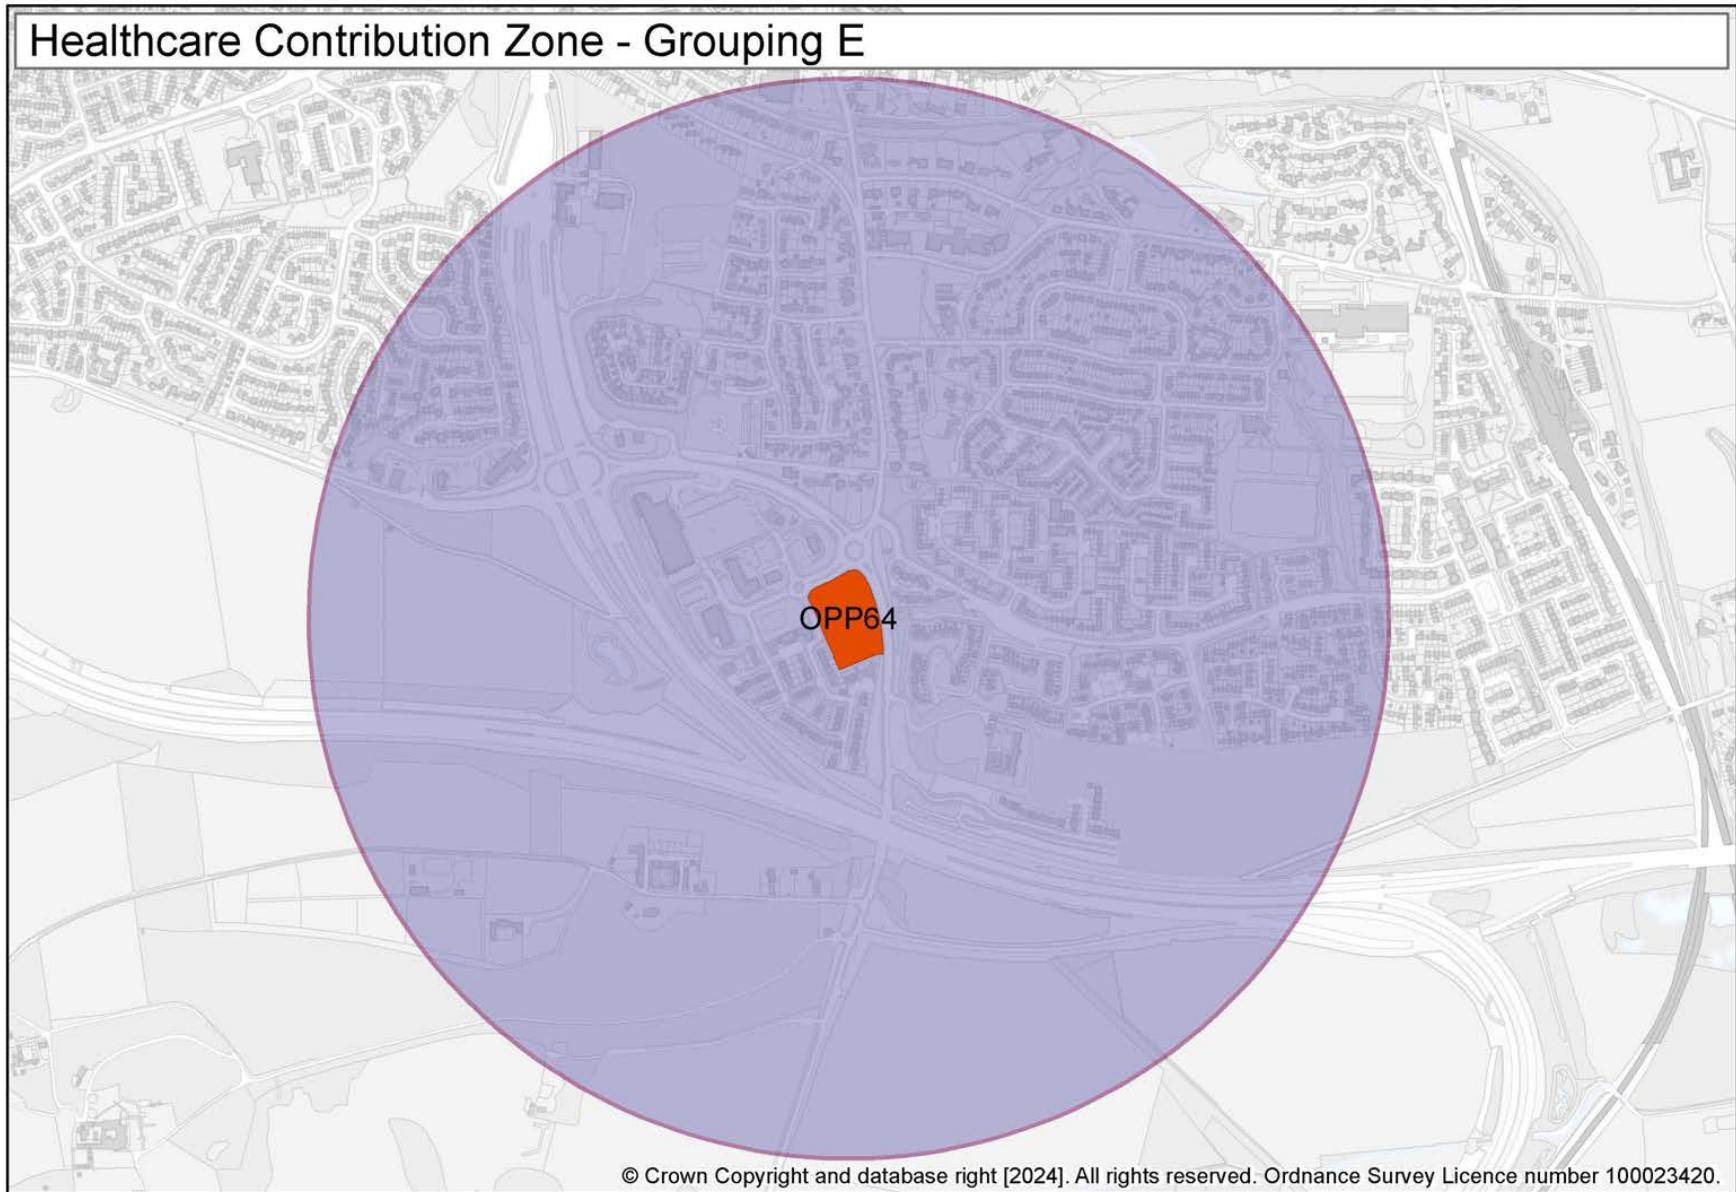 Healthcare Contribution Zone - Grouping E
OPP64
© Crown Copyright and database right [2024]. All rights reserved. Ordnance Survey Licence number 100023420.